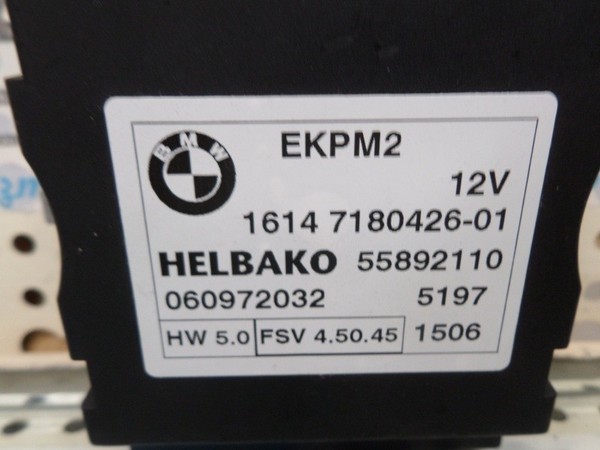 BMW
EKPM2
12V
1614 7180426-01
HELBAKO 55892110
060972032 5197
HW 5.0 FSV 4.50.45 1506